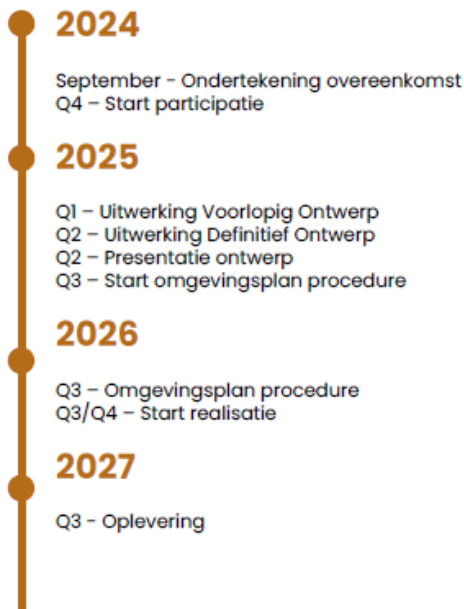 2024
September - Ondertekening overeenkomst
Q4 – Start participatie
2025
Q1 – Uitwerking Voorlopig Ontwerp
Q2 – Uitwerking Definitief Ontwerp
Q2 – Presentatie ontwerp
Q3 – Start omgevingsplan procedure
2026
Q3 – Omgevingsplan procedure
Q3/Q4 – Start realisatie
2027
Q3 - Oplevering